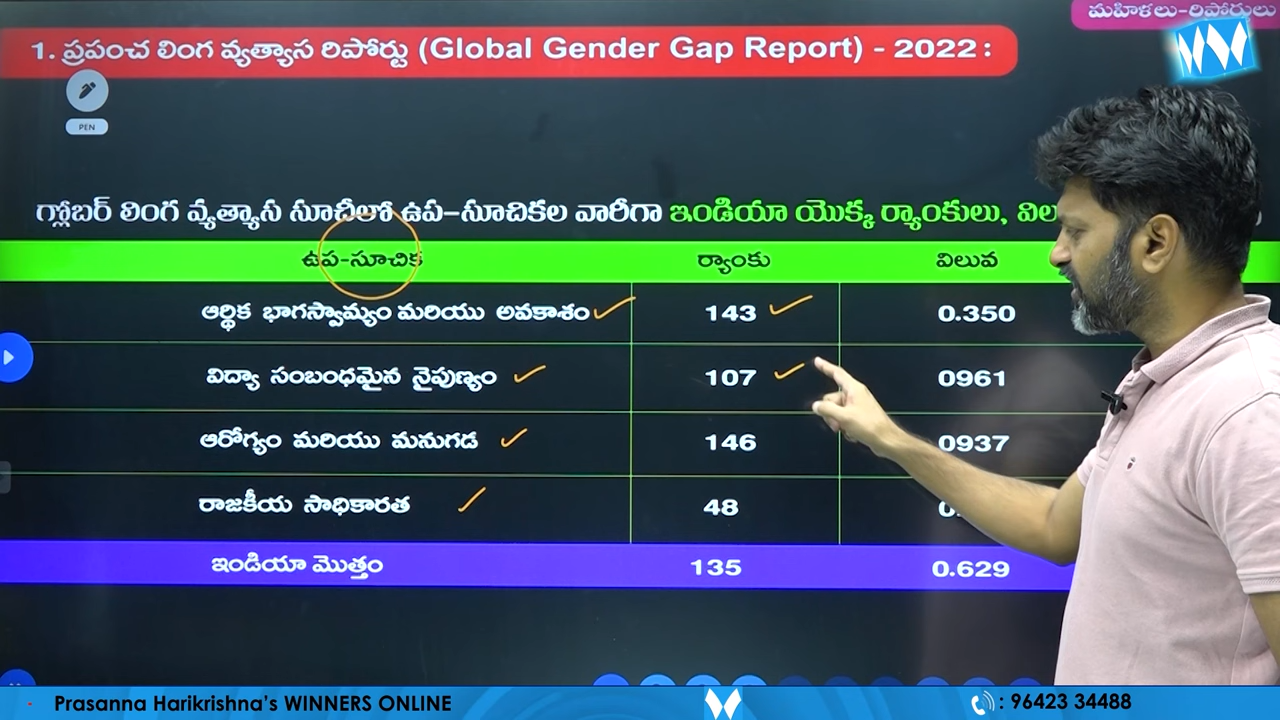 మహిళలు-రిపోర్టులు
1. ప్రపంచ లింగ వ్యత్యాస రిపోర్టు (Global Gender Gap Report) - 2022 :
PEN
గ్లోబర్ లింగ వ్యత్యాస సూచీలో ఉప-సూచికల వారీగా ఇండియా యొక్క ర్యాంకులు,
ఉప-సూచిక ర్యాంకు విలువ
ఆర్థిక భాగస్వామ్యం మరియు అవకాశం 143 0.350
విద్యా సంబంధమైన నైపుణ్యం 107 0961
ఆరోగ్యం మరియు మనుగడ 146 0937
రాజకీయ సాధికారత 48
ఇండియా మొత్తం 135 0.629
- Prasanna Harikrishna's WINNERS ONLINE : 96423 34488